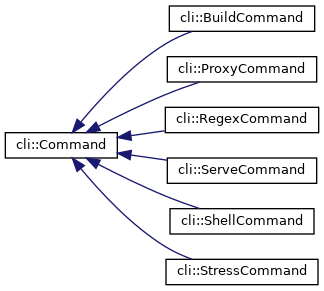 cli::BuildCommand
cli::ProxyCommand
cli::RegexCommand
cli::Command
cli::ServeCommand
cli::ShellCommand
cli::StressCommand